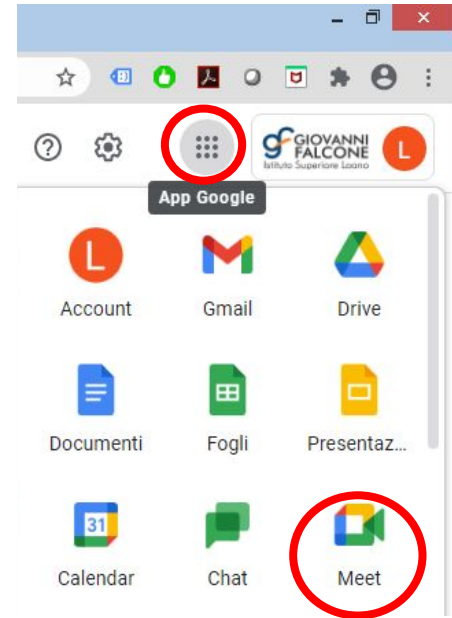 GIOVANNI
FALCONE
Istituto Superiore Loano
L
App Google
L
Account Gmail Drive
Documenti Fogli Presentaz...
31
Calendar Chat Meet